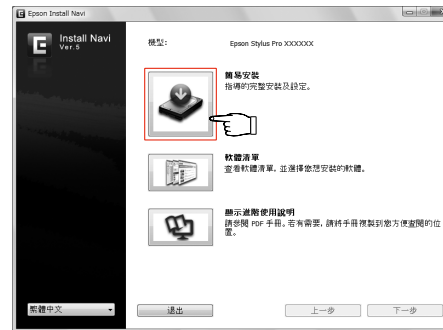 Epson Install Navi
Install Navi
Ver.5
機型: Epson Stylus Pro XXXXXX
簡易安裝
指導的完整安裝及設定。
軟體清單
查看軟體清單, 並選擇您想安裝的軟體。
顯示進階使用說明
請參閱 PDF 手冊。若有需要, 請將手冊複製到您方便查閱的位
置。
繁體中文
退出
上一步
下一步